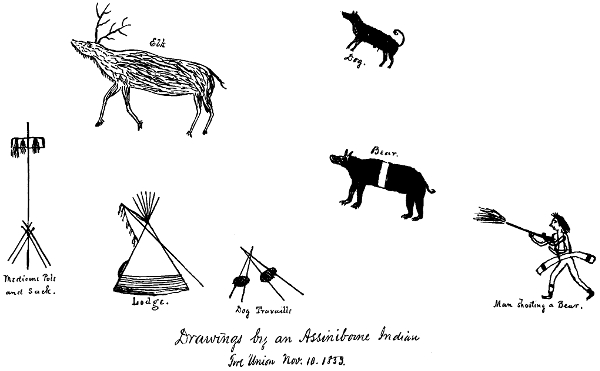 Elk
Dog.
Bear.
Medicine Pole
and Sack.
Lodge.
Dog Travaille
Man Shooting a Bear.
Drawings by an Assiniboine Indian
Fort Union Nov. 10. 1853.